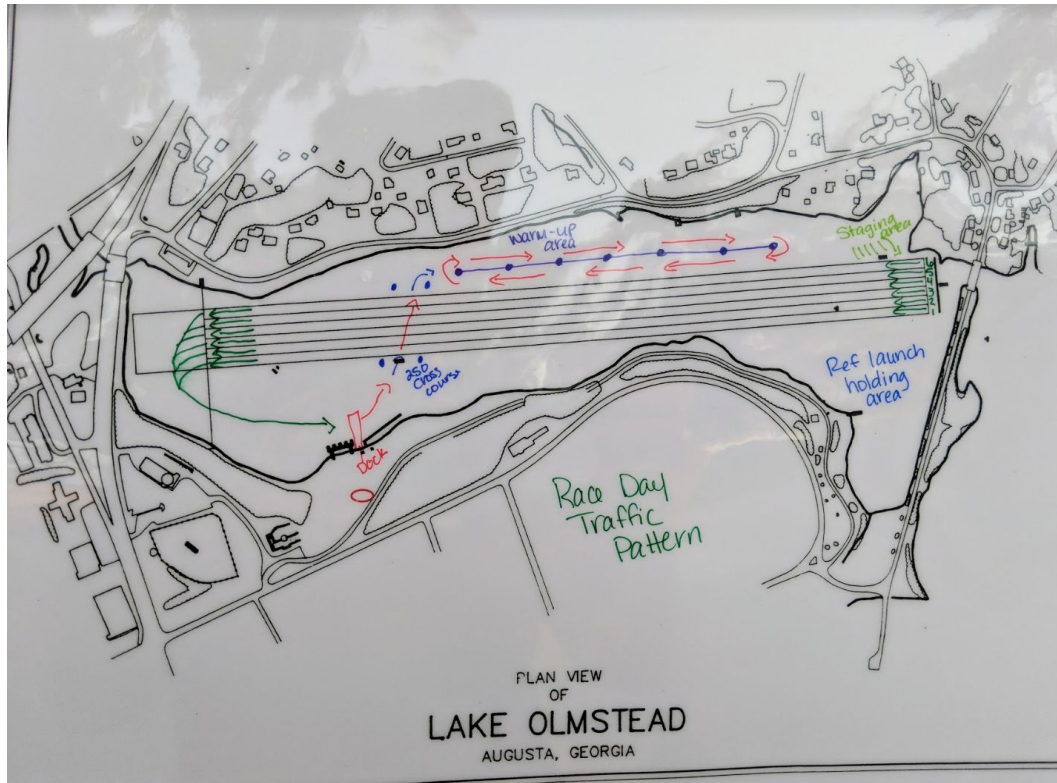 warm-up
area
Staging
area
250
cross
course
Ref launch
holding
area
dock
Race Day
Traffic
Pattern
PLAN VIEW
OF
LAKE OLMSTEAD
AUGUSTA, GEORGIA